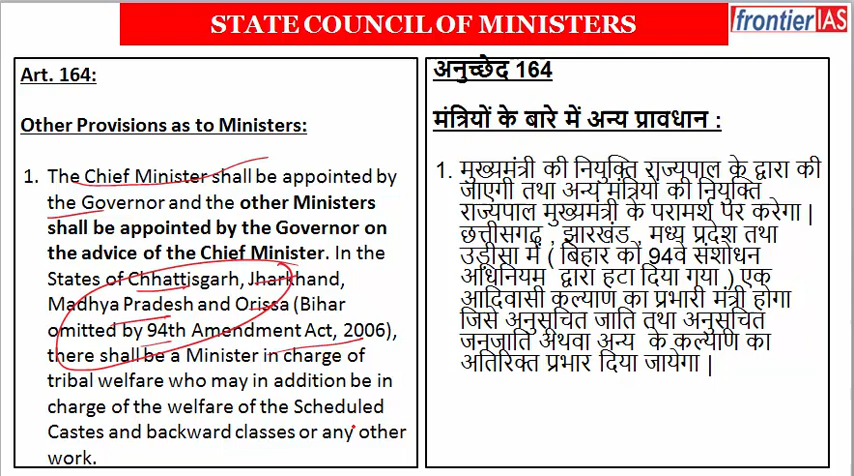 STATE COUNCIL OF MINISTERS
frontier IAS
Art. 164:
Other Provisions as to Ministers:
1. The Chief Minister shall be appointed by
the Governor and the other Ministers
shall be appointed by the Governor on
the advice of the Chief Minister. In the
States of Chhattisgarh, Jharkhand,
Madhya Pradesh and Orissa (Bihar
omitted by 94th Amendment Act, 2006),
there shall be a Minister in charge of
tribal welfare who may in addition be in
charge of the welfare of the Scheduled
Castes and backward classes or any other
work.
अनुच्छेद 164
मंत्रियों के बारे में अन्य प्रावधान :
1. मुख्यमंत्री की नियुक्ति राज्यपाल के द्वारा की
जाएगी तथा अन्य मंत्रियों की नियुक्ति
राज्यपाल मुख्यमंत्री के परामर्श पर करेगा |
छत्तीसगढ़ , झारखंड , मध्य प्रदेश तथा
उड़ीसा में ( बिहार को 94वे संशोधन
अधिनियम द्वारा हटा दिया गया ) एक
आदिवासी कल्याण का प्रभारी मंत्री होगा
जिसे अनुसूचित जाति तथा अनुसूचित
जनजाति अथवा अन्य के कल्याण का
अतिरिक्त प्रभार दिया जायेगा |